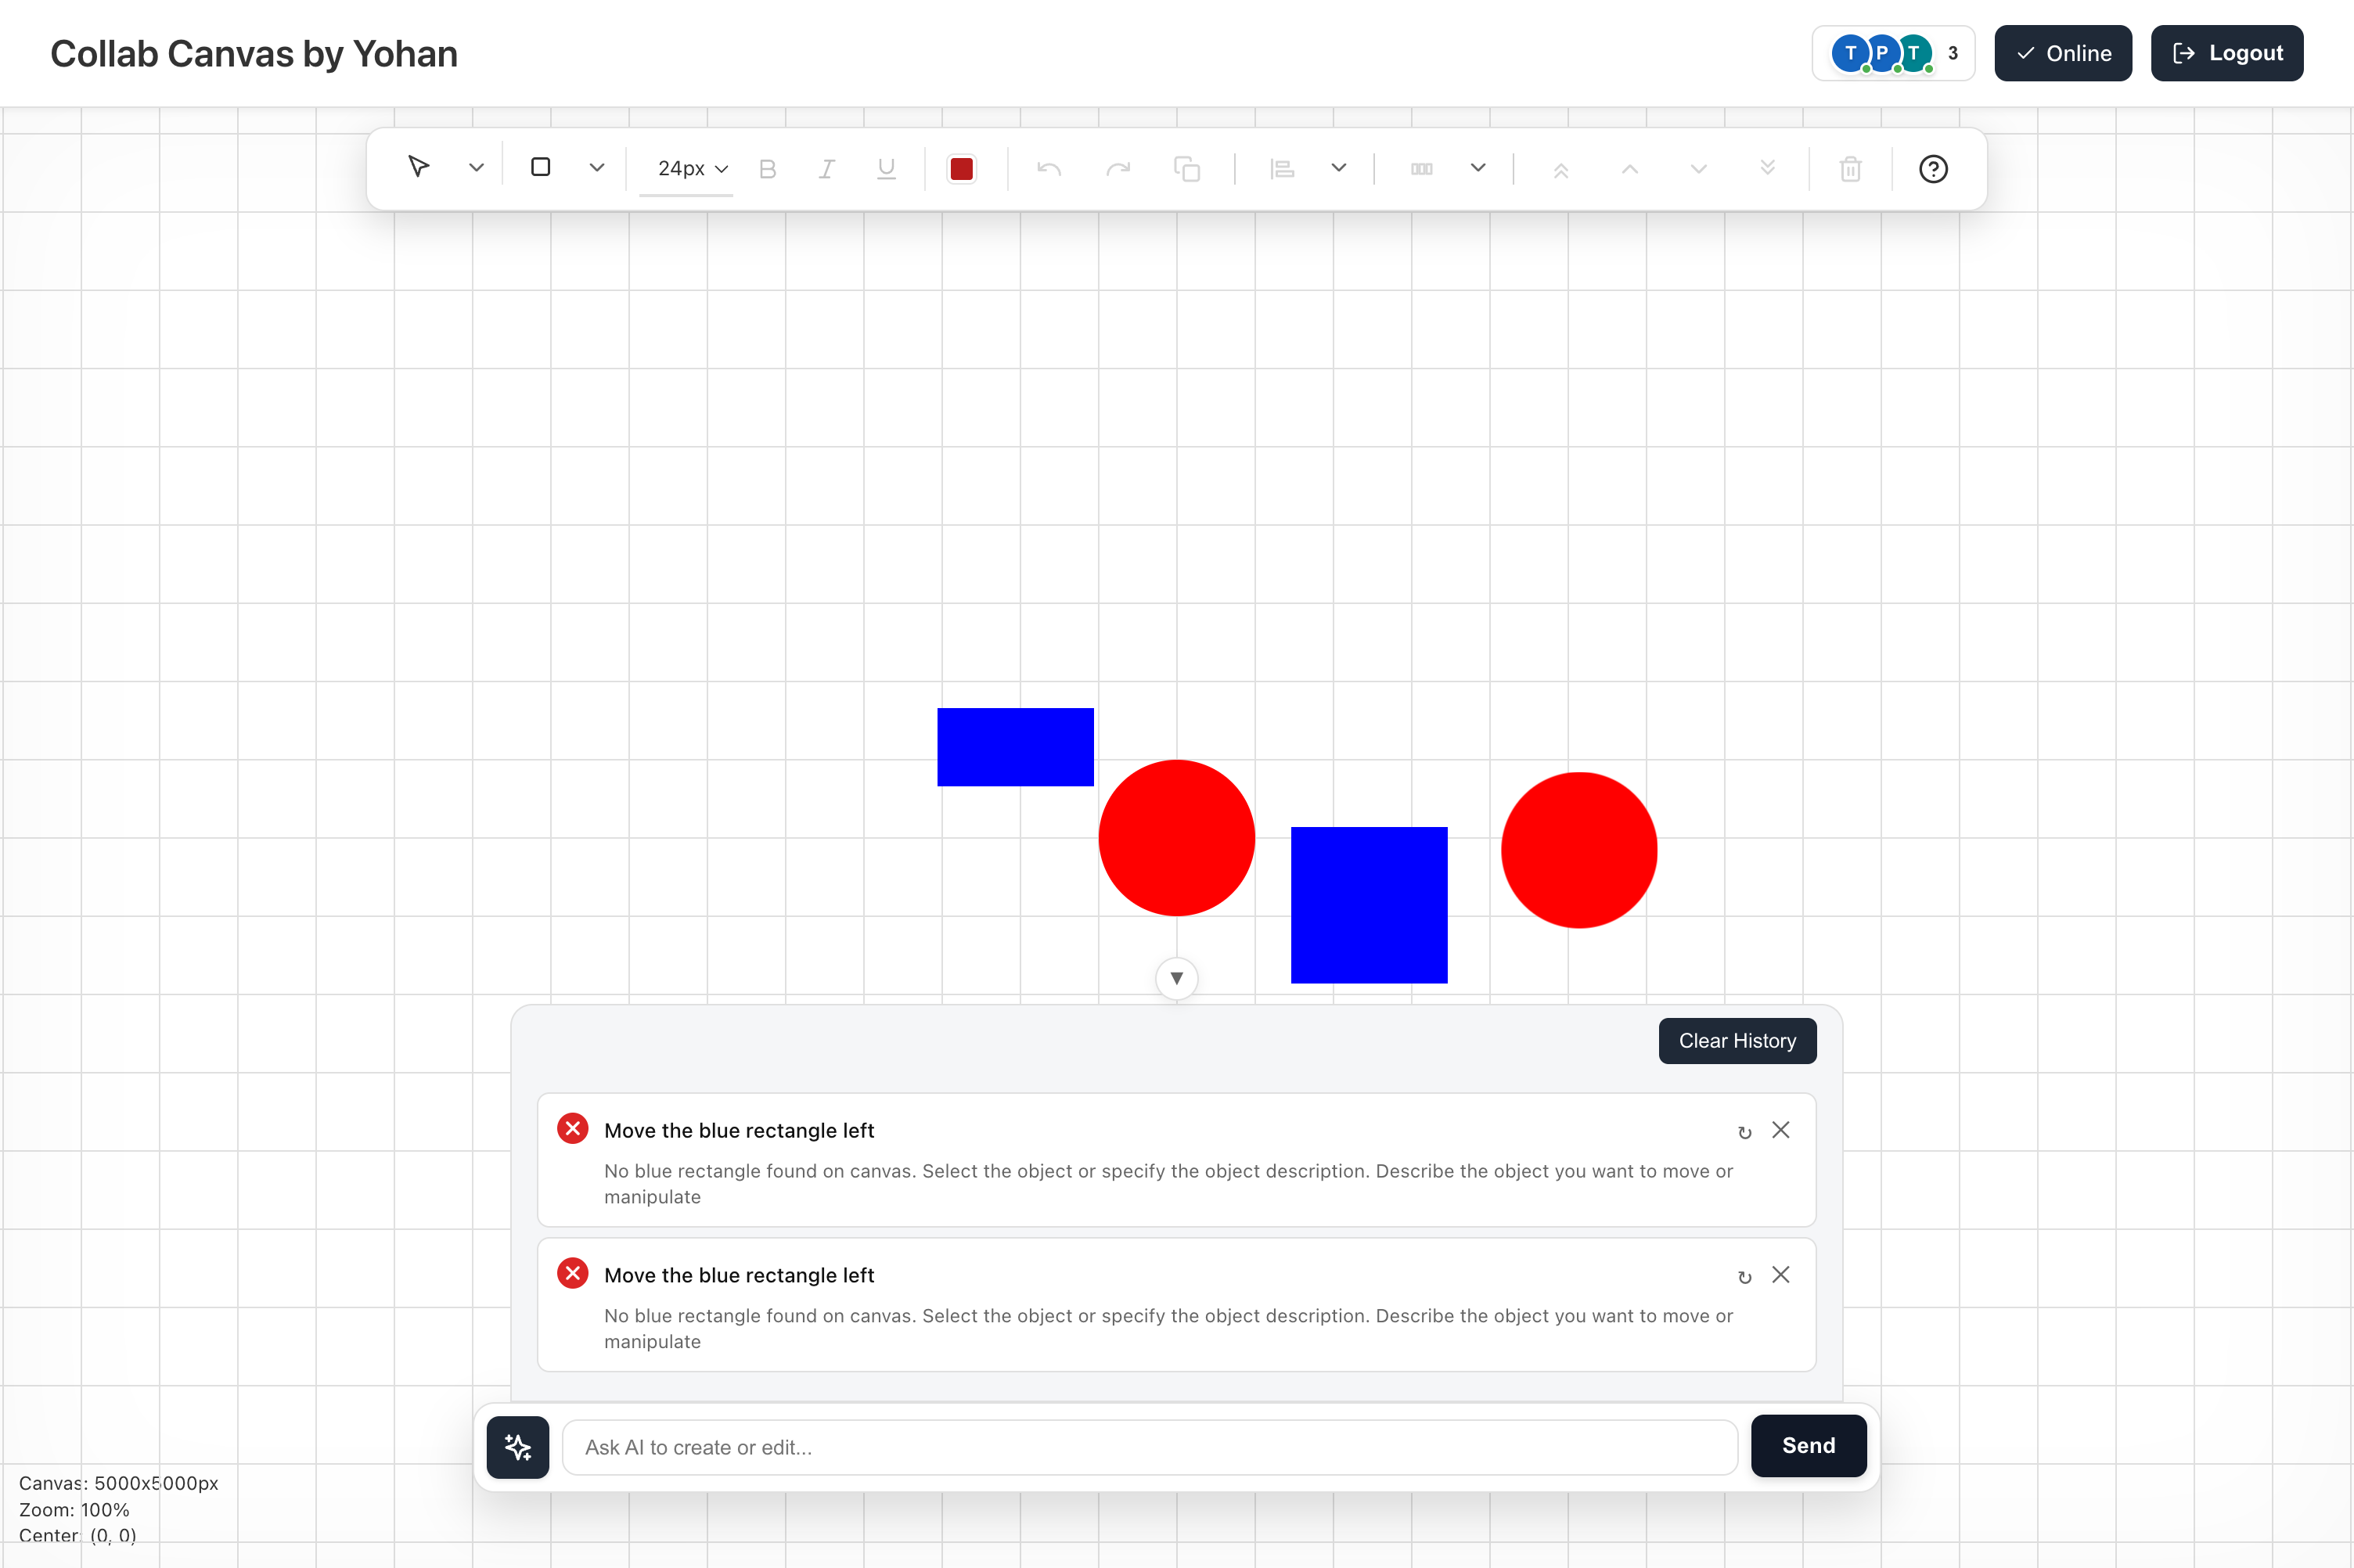 Collab Canvas by Yohan
T P T 3
Online
Logout
24px
Clear History
Move the blue rectangle left
No blue rectangle found on canvas. Select the object or specify the object description. Describe the object you want to move or
manipulate
Move the blue rectangle left
No blue rectangle found on canvas. Select the object or specify the object description. Describe the object you want to move or
manipulate
Ask AI to create or edit...
Send
Canvas: 5000x5000px
Zoom: 100%
Center: (0, 0)